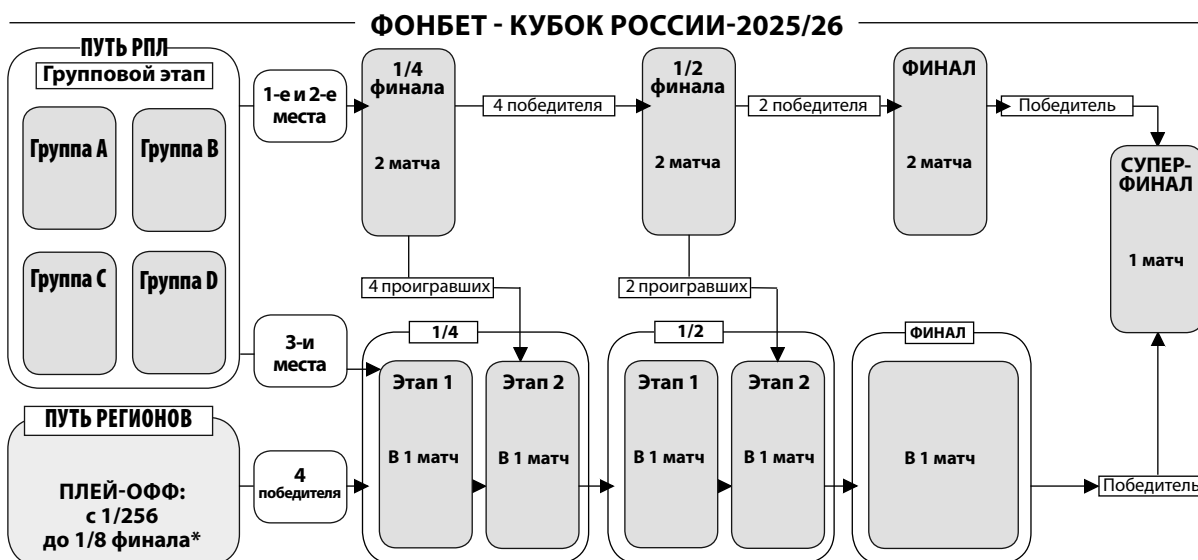 ФОНБЕТ - КУБОК РОССИИ-2025/26
ПУТЬ РПЛ
Групповой этап
Группа A
Группа B
Группа C
Группа D
1-е и 2-е
места
1/4
финала
2 матча
4 победителя
1/2
финала
2 матча
2 победителя
ФИНАЛ
2 матча
Победитель
СУПЕР-
ФИНАЛ
1 матч
4 проигравших
2 проигравших
3-и
места
1/4
Этап 1
В 1 матч
Этап 2
В 1 матч
1/2
Этап 1
В 1 матч
Этап 2
В 1 матч
ФИНАЛ
В 1 матч
Победитель
ПУТЬ РЕГИОНОВ
ПЛЕЙ-ОФФ:
с 1/256
до 1/8 финала*
4
победителя